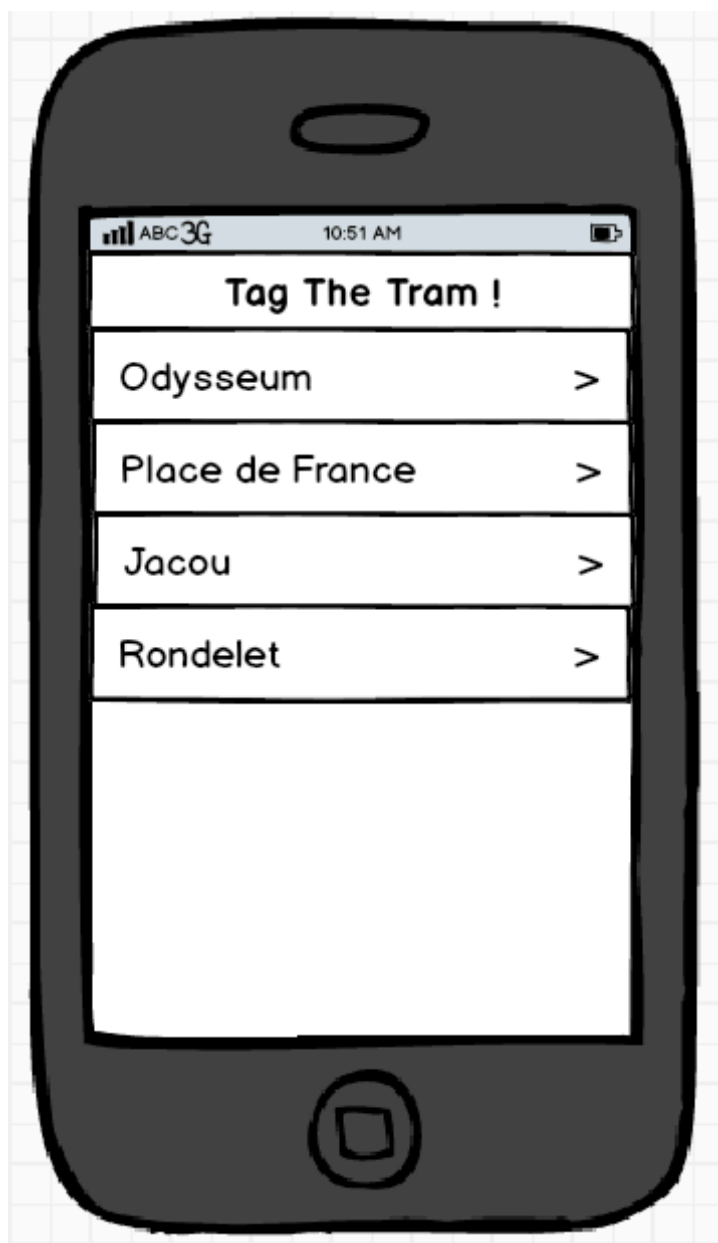 ABC 3G 10:51 AM
Tag The Tram !
Odysseum >
Place de France >
Jacou >
Rondelet >